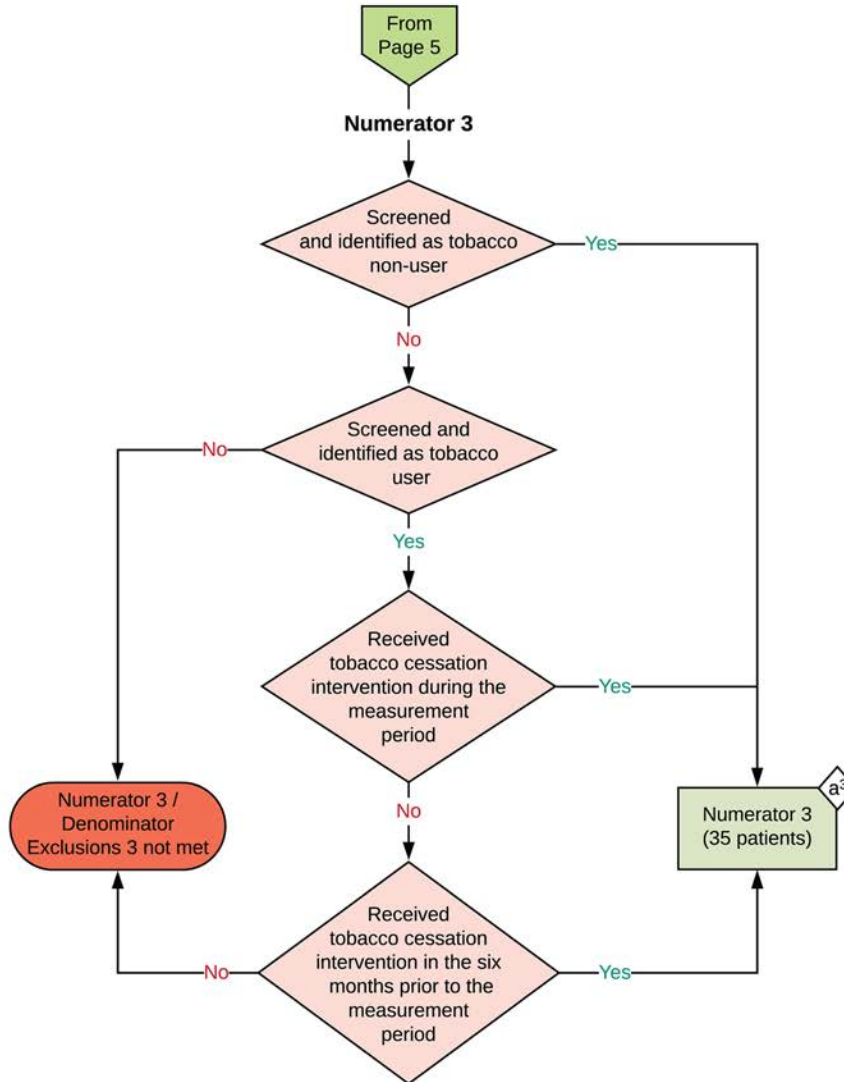 From
Page 5
Numerator 3
Screened
and identified as tobacco
non-user
Yes
No
Screened and
identified as tobacco
user
No
Yes
Received
tobacco cessation
intervention during the
measurement
period
Yes
No
Numerator 3 /
Denominator
Exclusions 3 not met
a³
Numerator 3
(35 patients)
Received
tobacco cessation
intervention in the six
months prior to the
measurement
period
No
Yes